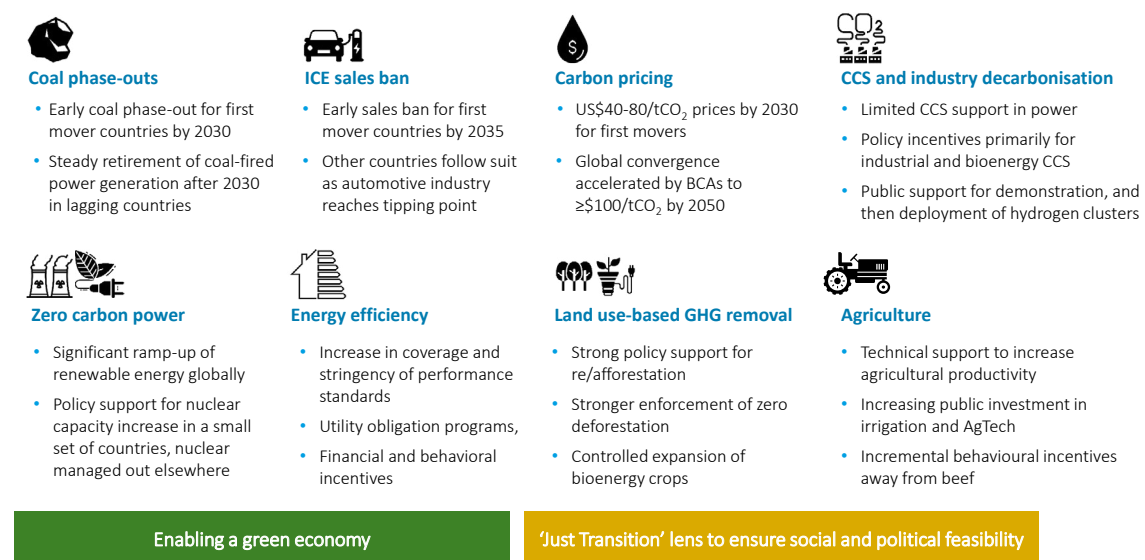 Coal phase-outs
• Early coal phase-out for first
mover countries by 2030
• Steady retirement of coal-fired
power generation after 2030
in lagging countries
ICE sales ban
• Early sales ban for first
mover countries by 2035
• Other countries follow suit
as automotive industry
reaches tipping point
$
Carbon pricing
• US$40-80/tCO₂ prices by 2030
for first movers
• Global convergence
accelerated by BCAs to
≥$100/tCO₂ by 2050
CO₂
CCS and industry decarbonisation
• Limited CCS support in power
• Policy incentives primarily for
industrial and bioenergy CCS
• Public support for demonstration, and
then deployment of hydrogen clusters
Zero carbon power
• Significant ramp-up of
renewable energy globally
• Policy support for nuclear
capacity increase in a small
set of countries, nuclear
managed out elsewhere
Energy efficiency
• Increase in coverage and
stringency of performance
standards
• Utility obligation programs,
• Financial and behavioral
incentives
Land use-based GHG removal
• Strong policy support for
re/afforestation
• Stronger enforcement of zero
deforestation
• Controlled expansion of
bioenergy crops
Agriculture
• Technical support to increase
agricultural productivity
• Increasing public investment in
irrigation and AgTech
• Incremental behavioural incentives
away from beef
Enabling a green economy
‘Just Transition’ lens to ensure social and political feasibility